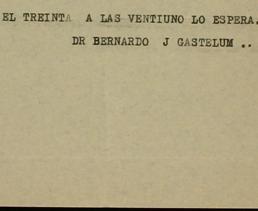 EL TREINTA A LAS VENTIUNO LO ESPERA.
DR BERNARDO J GASTELUM ..